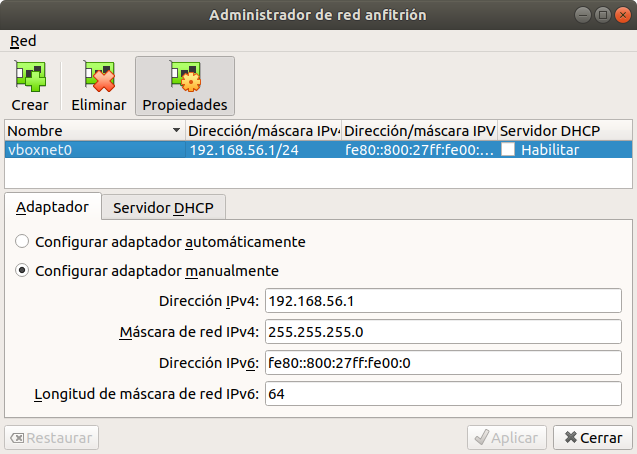 Administrador de red anfitrión
Red
Crear Eliminar Propiedades
Nombre Dirección/máscara IPv4 Dirección/máscara IPV Servidor DHCP
vboxnet0 192.168.56.1/24 fe80::800:27ff:fe00:... Habilitar
Adaptador Servidor DHCP
Configurar adaptador automáticamente
Configurar adaptador manualmente
Dirección IPv4: 192.168.56.1
Máscara de red IPv4: 255.255.255.0
Dirección IPv6: fe80::800:27ff:fe00:0
Longitud de máscara de red IPv6: 64
Restaurar Aplicar Cerrar